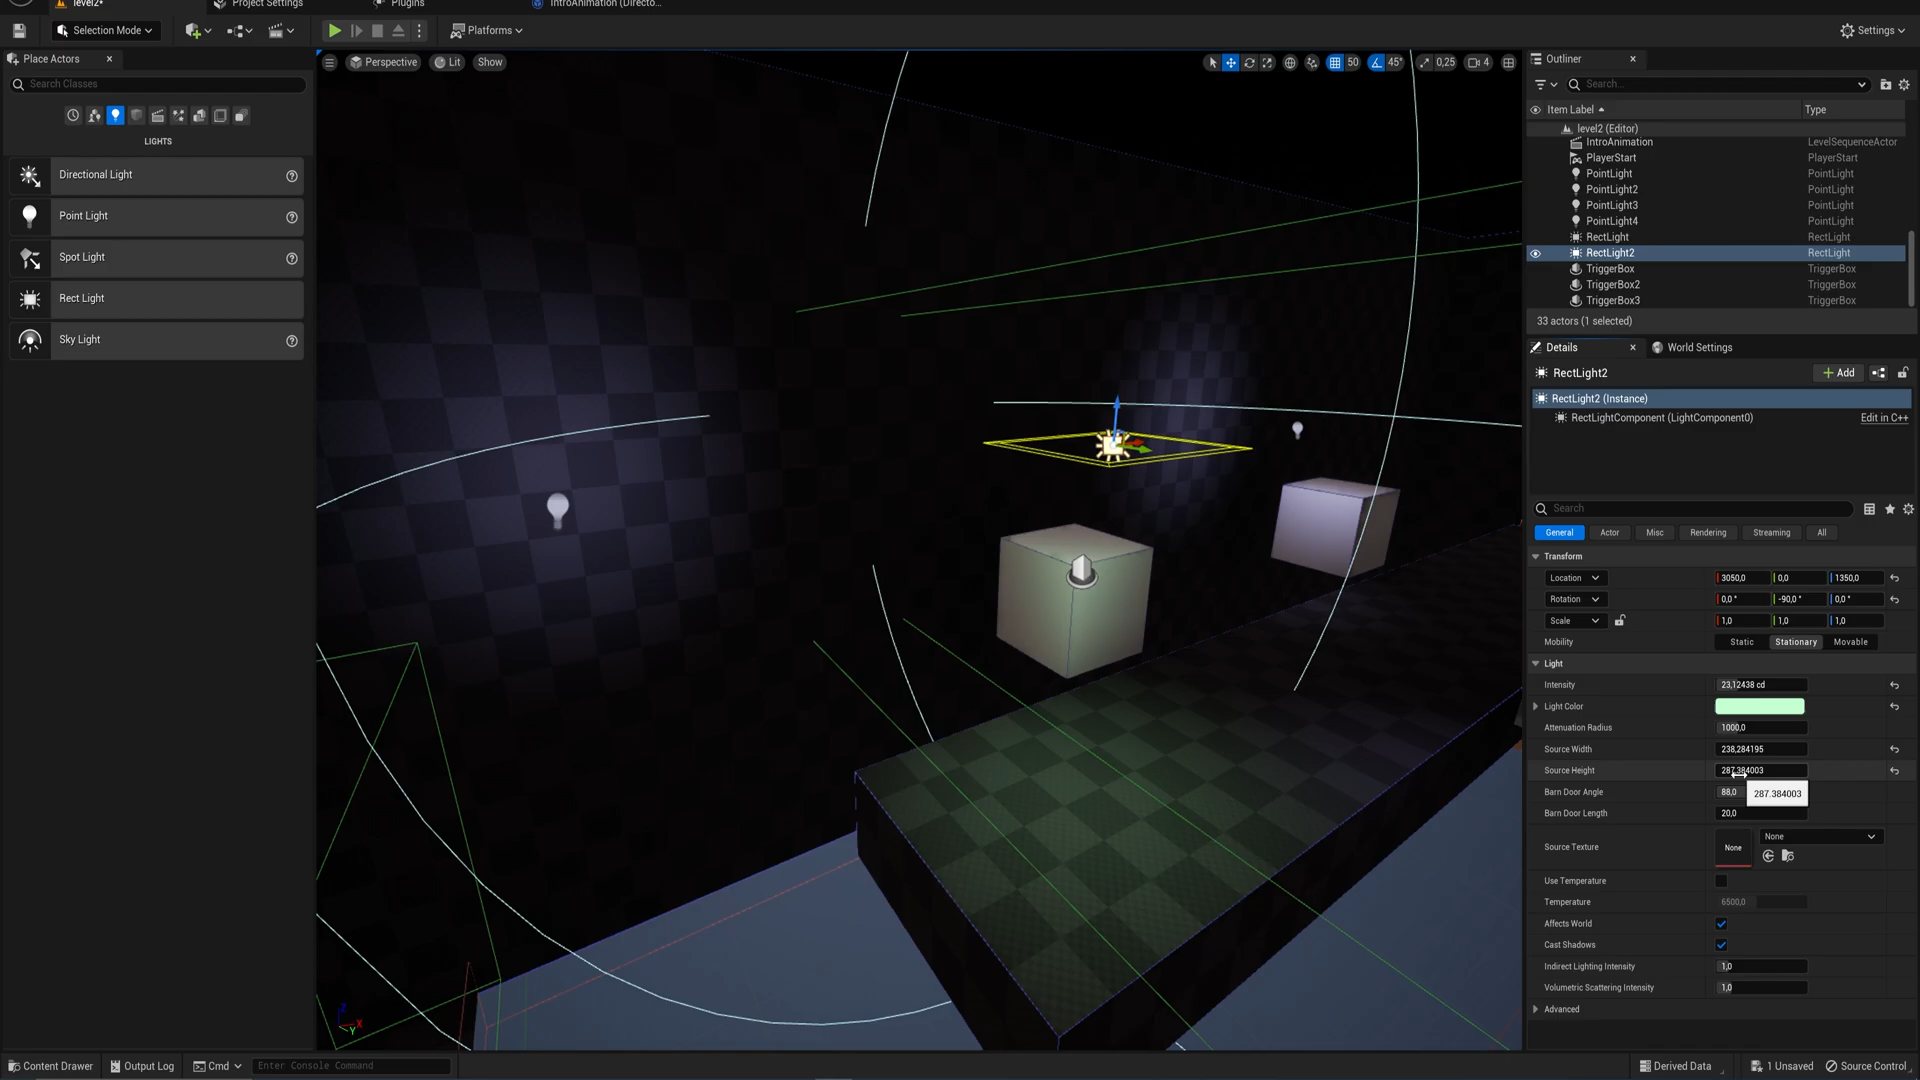 level2*
Project Settings
Plugins
IntroAnimation (Directo...
Selection Mode
Platforms
Settings
Place Actors
Search Classes
LIGHTS
Directional Light
Point Light
Spot Light
Rect Light
Sky Light
Perspective
Lit
Show
50
45°
0,25
4
Outliner
Search...
Item Label
Type
level2 (Editor)
IntroAnimation LevelSequenceActor
PlayerStart PlayerStart
PointLight PointLight
PointLight2 PointLight
PointLight3 PointLight
PointLight4 PointLight
RectLight RectLight
RectLight2 RectLight
TriggerBox TriggerBox
TriggerBox2 TriggerBox
TriggerBox3 TriggerBox
33 actors (1 selected)
Details
World Settings
RectLight2
Add
RectLight2 (Instance)
RectLightComponent (LightComponent0) Edit in C++
Search
General Actor Misc Rendering Streaming All
Transform
Location 3050,0 0,0 1350,0
Rotation 0,0 ° -90,0 ° 0,0 °
Scale 1,0 1,0 1,0
Mobility Static Stationary Movable
Light
Intensity 23,12438 cd
Light Color
Attenuation Radius 1000,0
Source Width 238,284195
Source Height 287,384003
Barn Door Angle 88,0
287.384003
Barn Door Length 20,0
Source Texture None None
Use Temperature
Temperature 6500,0
Affects World
Cast Shadows
Indirect Lighting Intensity 1,0
Volumetric Scattering Intensity 1,0
Advanced
Z
X
Y
Content Drawer
Output Log
Cmd
Enter Console Command
Derived Data
1 Unsaved
Source Control